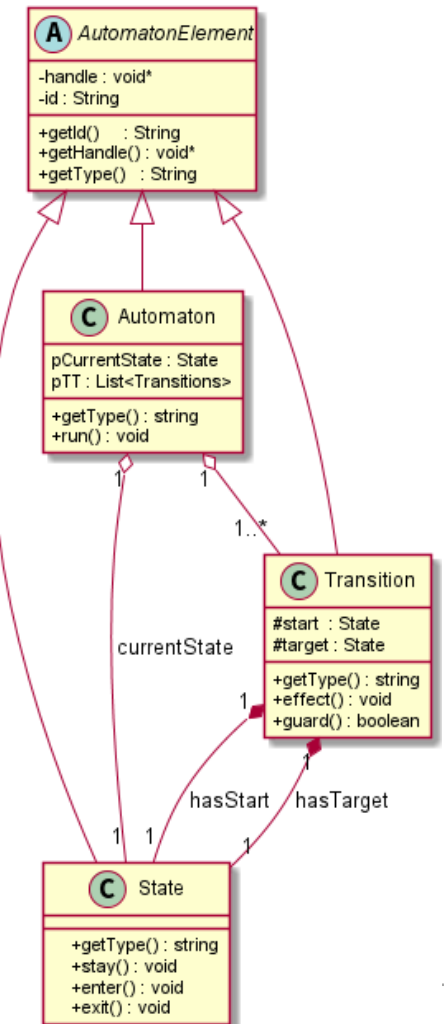 A AutomatonElement
-handle : void*
-id : String
+getId() : String
+getHandle() : void*
+getType() : String
C Automaton
pCurrentState : State
pTT : List<Transitions>
+getType() : string
+run() : void
1
1
1..*
C Transition
#start : State
#target : State
+getType() : string
+effect() : void
+guard() : boolean
currentState
1
1
hasStart
hasTarget
1
1
1
C State
+getType() : string
+stay() : void
+enter() : void
+exit() : void